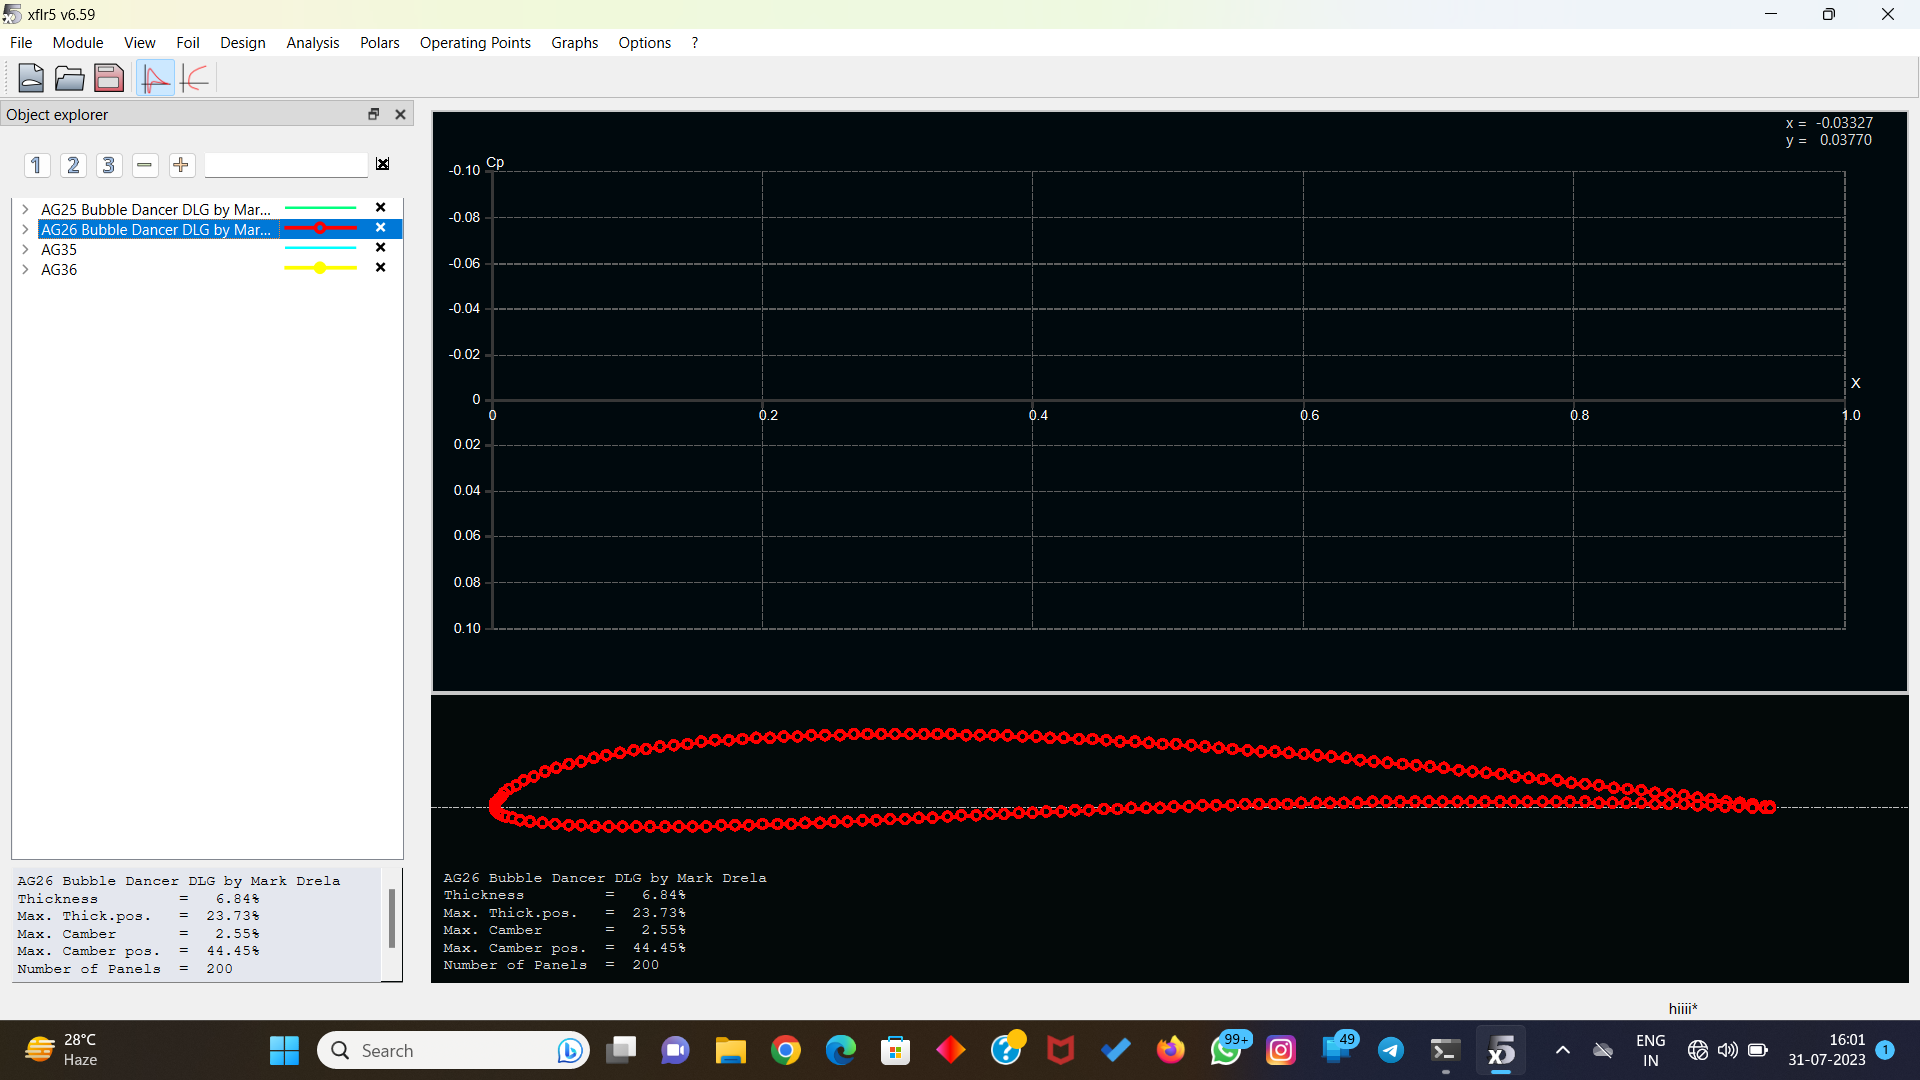 xflr5 v6.59
File Module View Foil Design Analysis Polars Operating Points Graphs Options ?
Object explorer
1 2 3
AG25 Bubble Dancer DLG by Mar...
AG26 Bubble Dancer DLG by Mar...
AG35
AG36
AG26 Bubble Dancer DLG by Mark Drela
Thickness = 6.84%
Max. Thick.pos. = 23.73%
Max. Camber = 2.55%
Max. Camber pos. = 44.45%
Number of Panels = 200
x = -0.03327
y = 0.03770
Cp
-0.10
-0.08
-0.06
-0.04
-0.02
0
0.02
0.04
0.06
0.08
0.10
X
0 0.2 0.4 0.6 0.8 1.0
AG26 Bubble Dancer DLG by Mark Drela
Thickness = 6.84%
Max. Thick.pos. = 23.73%
Max. Camber = 2.55%
Max. Camber pos. = 44.45%
Number of Panels = 200
hiiii*
28°C
Haze
Search
99+
49
x5
ENG
IN
16:01
31-07-2023
1